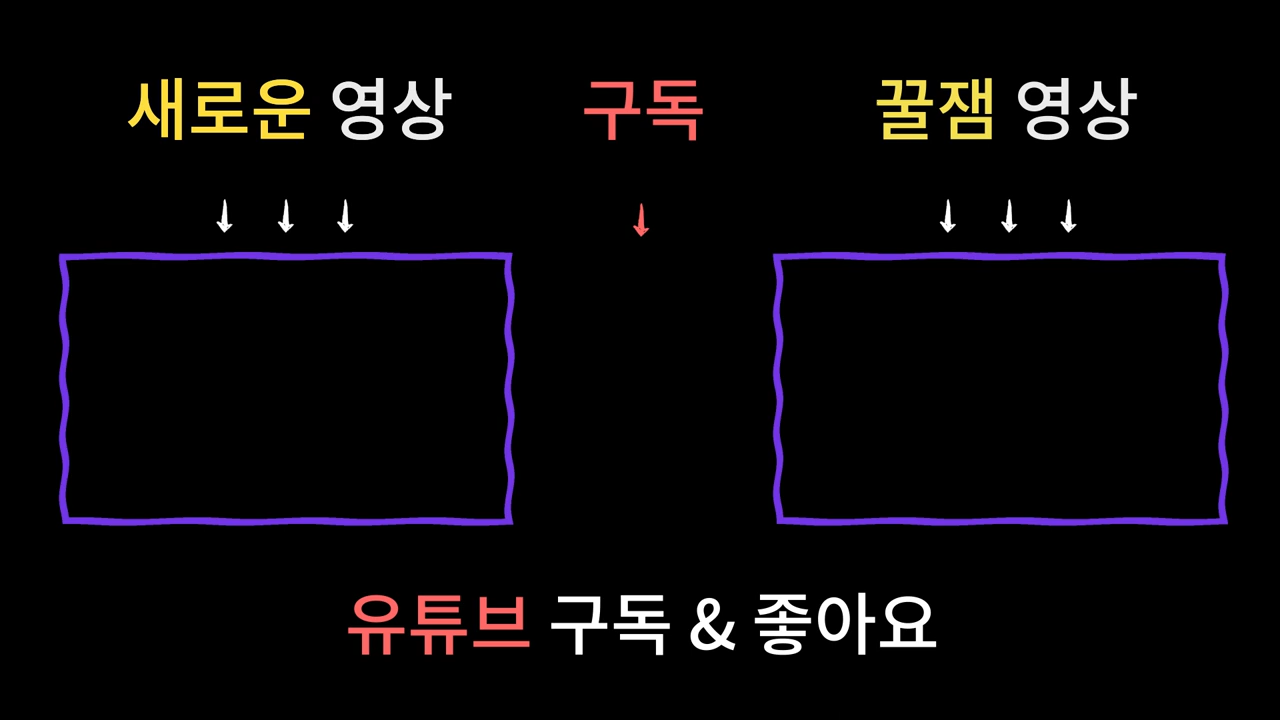 새로운 영상
구독
꿀잼 영상
유튜브 구독 & 좋아요